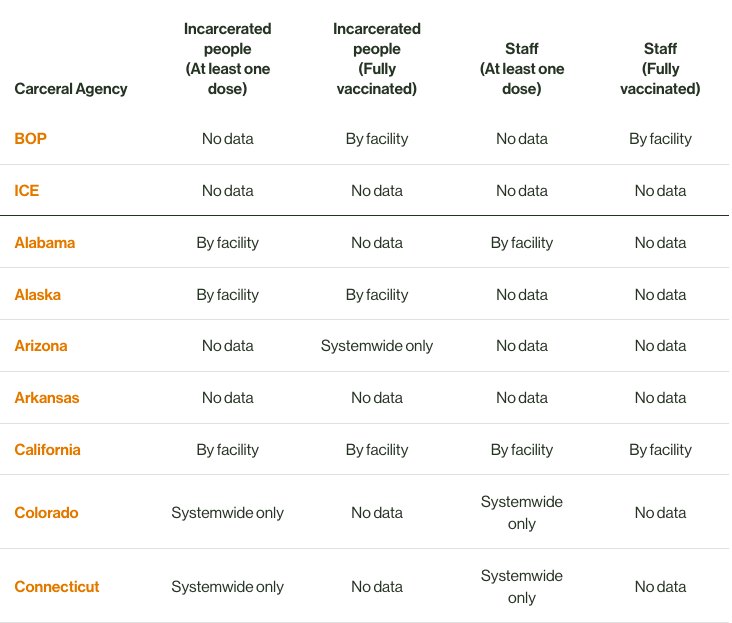 Carceral Agency Incarcerated people (At least one dose) Incarcerated people (Fully vaccinated) Staff (At least one dose) Staff (Fully vaccinated)
BOP No data By facility No data By facility
ICE No data No data No data No data
Alabama By facility No data By facility No data
Alaska By facility By facility No data No data
Arizona No data Systemwide only No data No data
Arkansas No data No data No data No data
California By facility By facility By facility By facility
Colorado Systemwide only No data Systemwide only No data
Connecticut Systemwide only No data Systemwide only No data